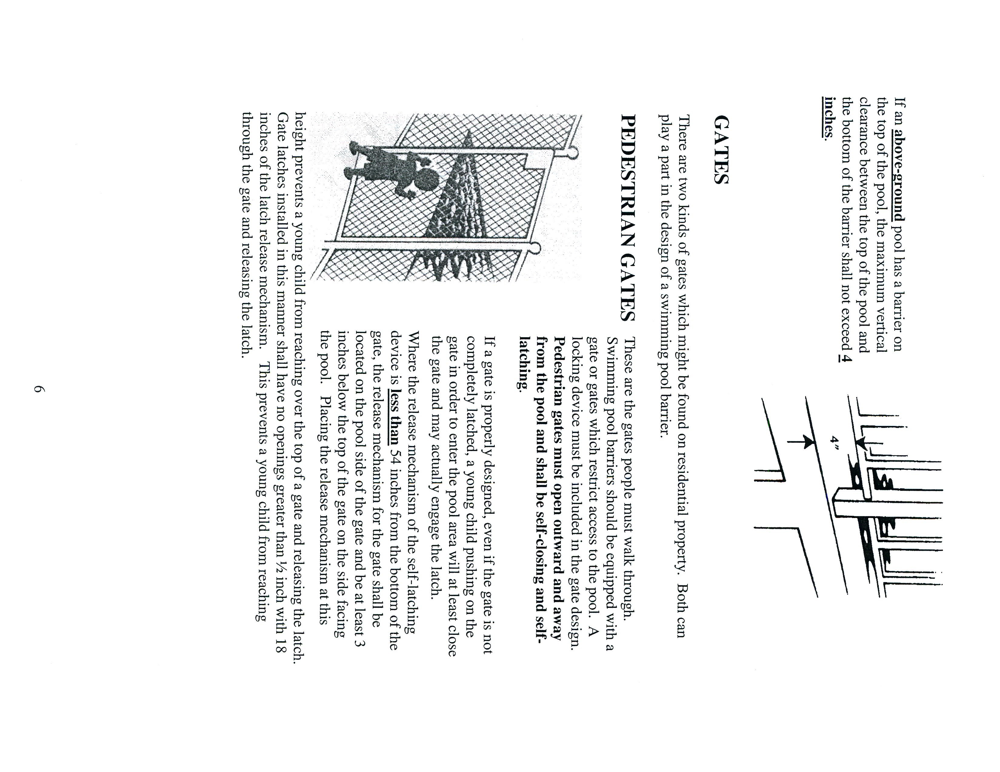 If an above-ground pool has a barrier on
the top of the pool, the maximum vertical
clearance between the top of the pool and
the bottom of the barrier shall not exceed 4
inches.
4"
GATES
There are two kinds of gates which might be found on residential property. Both can
play a part in the design of a swimming pool barrier.
PEDESTRIAN GATES
These are the gates people must walk through.
Swimming pool barriers should be equipped with a
gate or gates which restrict access to the pool. A
locking device must be included in the gate design.
Pedestrian gates must open outward and away
from the pool and shall be self-closing and self-
latching.
If a gate is properly designed, even if the gate is not
completely latched, a young child pushing on the
gate in order to enter the pool area will at least close
the gate and may actually engage the latch.
Where the release mechanism of the self-latching
device is less than 54 inches from the bottom of the
gate, the release mechanism for the gate shall be
located on the pool side of the gate and be at least 3
inches below the top of the gate on the side facing
the pool. Placing the release mechanism at this
height prevents a young child from reaching over the top of a gate and releasing the latch.
Gate latches installed in this manner shall have no openings greater than ½ inch with 18
inches of the latch release mechanism. This prevents a young child from reaching
through the gate and releasing the latch.
6